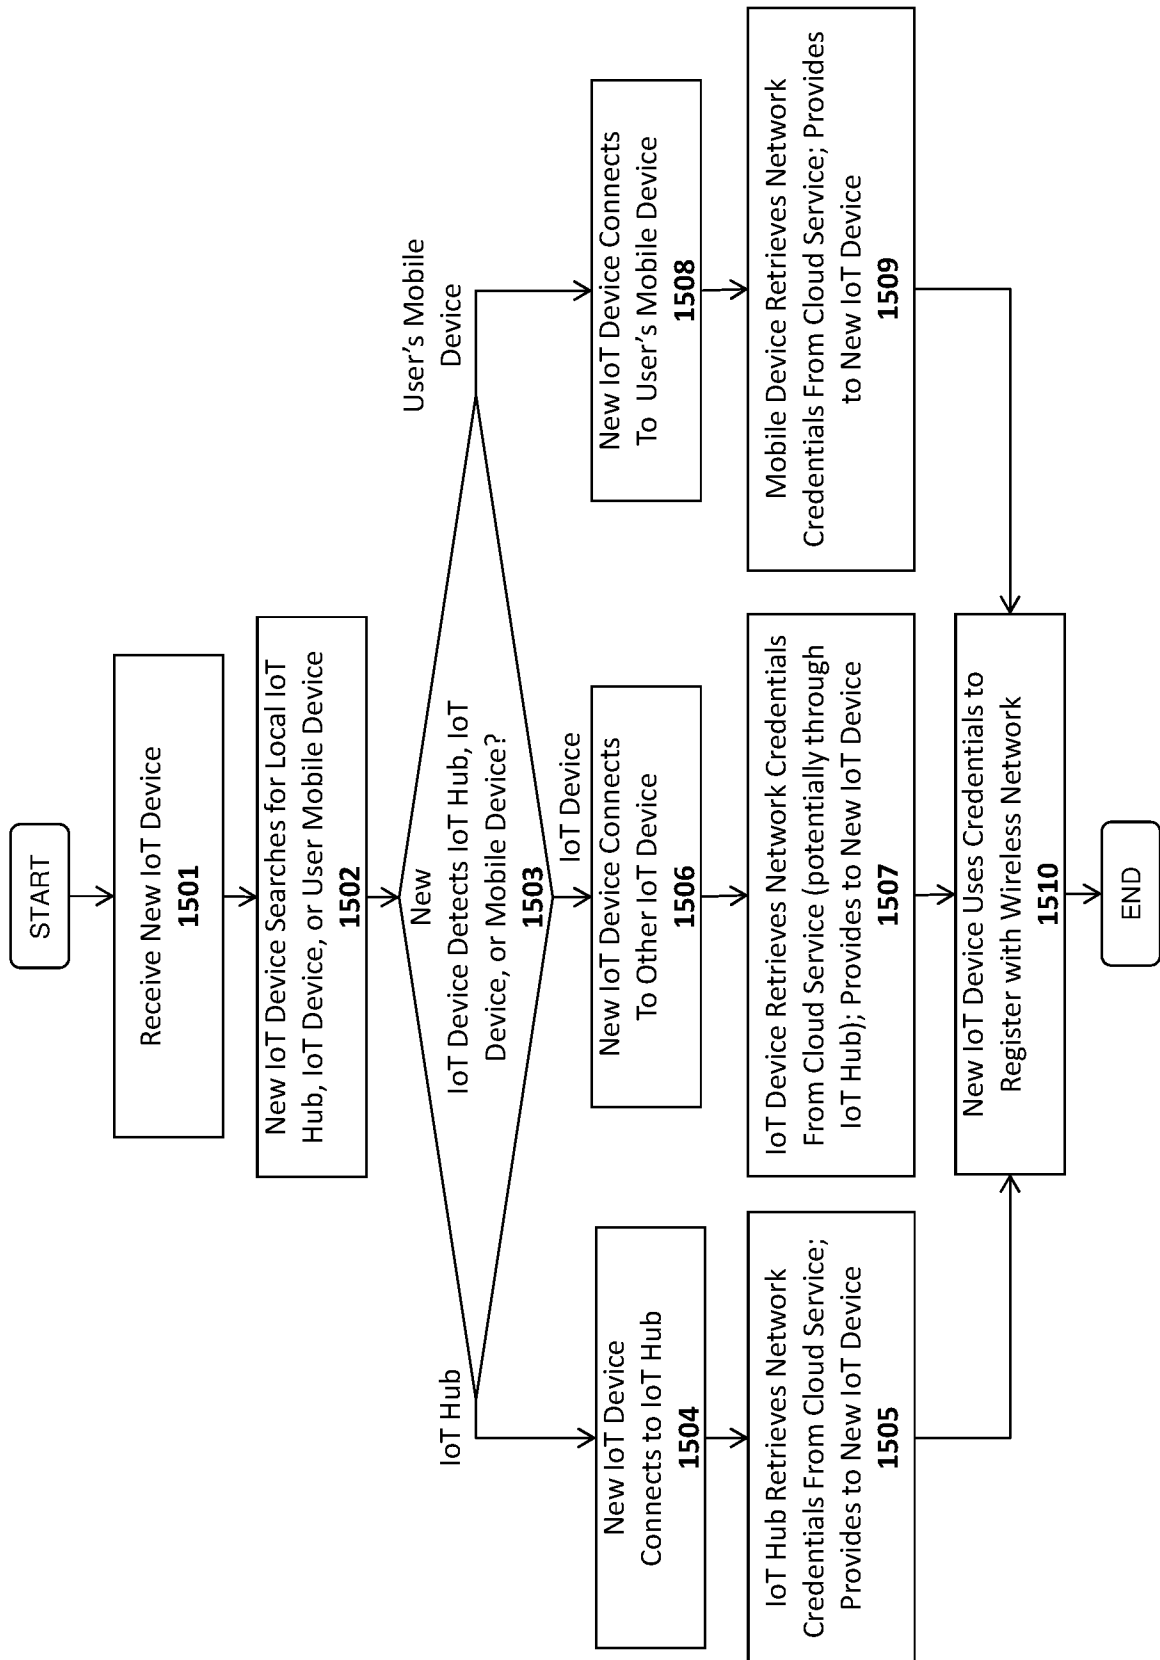 START
Receive New IoT Device
1501
New IoT Device Searches for Local IoT
Hub, IoT Device, or User Mobile Device
1502
New
IoT Device Detects IoT Hub, IoT
Device, or Mobile Device?
1503
IoT Hub
IoT Device
User's Mobile
Device
New IoT Device
Connects to IoT Hub
1504
IoT Hub Retrieves Network
Credentials From Cloud Service;
Provides to New IoT Device
1505
New IoT Device Connects
To Other IoT Device
1506
IoT Device Retrieves Network Credentials
From Cloud Service (potentially through
IoT Hub); Provides to New IoT Device
1507
New IoT Device Connects
To User's Mobile Device
1508
Mobile Device Retrieves Network
Credentials From Cloud Service; Provides
to New IoT Device
1509
New IoT Device Uses Credentials to
Register with Wireless Network
1510
END